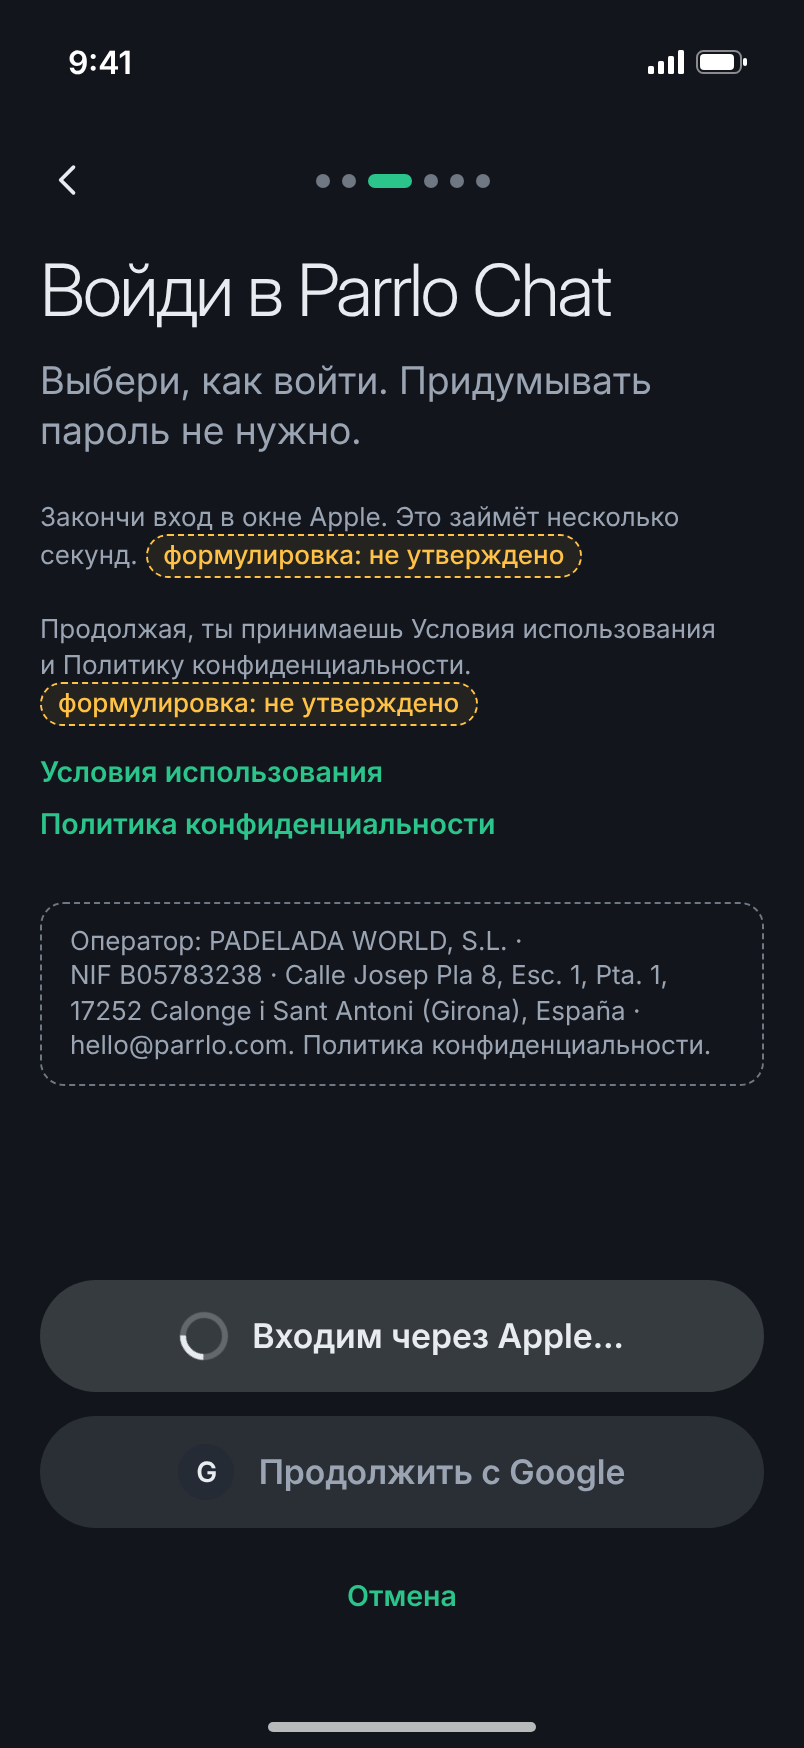 9:41
Войди в Parrlo Chat
Выбери, как войти. Придумывать
пароль не нужно.
Закончи вход в окне Apple. Это займёт несколько
секунд. формулировка: не утверждено
Продолжая, ты принимаешь Условия использования
и Политику конфиденциальности.
формулировка: не утверждено
Условия использования
Политика конфиденциальности
Оператор: PADELADA WORLD, S.L. ·
NIF B05783238 · Calle Josep Pla 8, Esc. 1, Pta. 1,
17252 Calonge i Sant Antoni (Girona), España ·
hello@parrlo.com. Политика конфиденциальности.
Входим через Apple…
G Продолжить с Google
Отмена